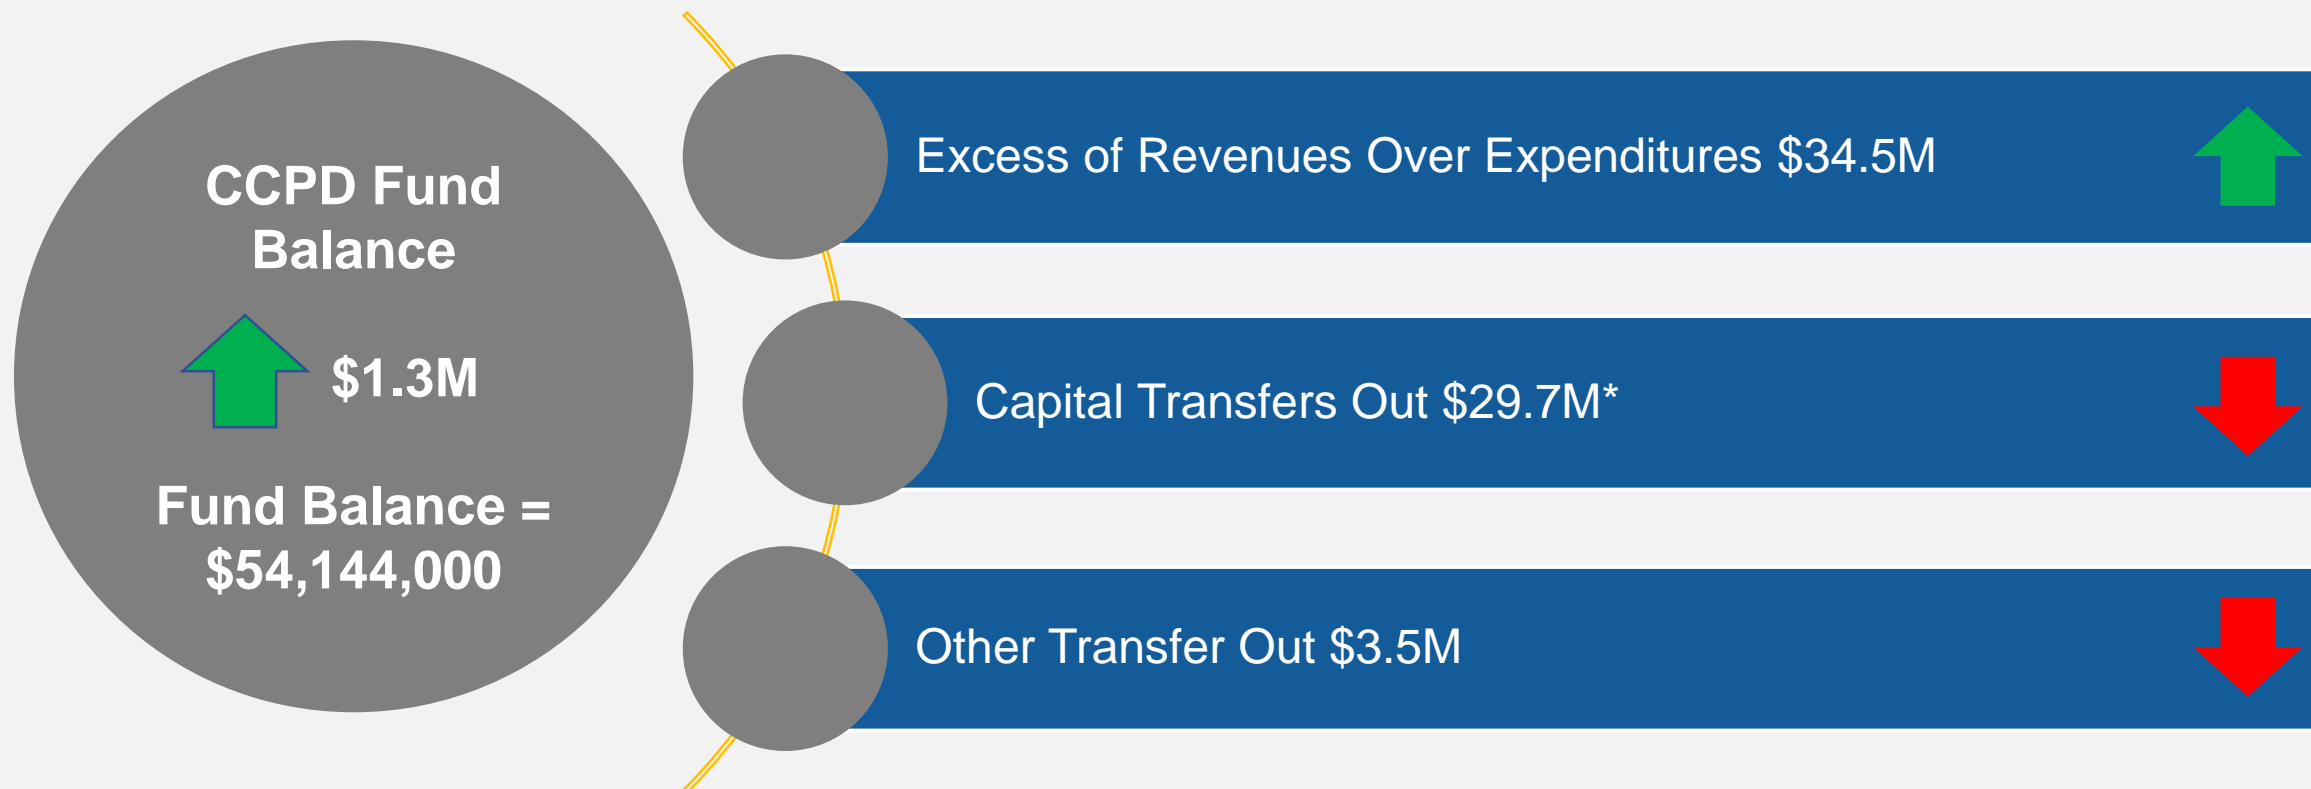 CCPD Fund
Balance
$1.3M
Fund Balance =
$54,144,000
Excess of Revenues Over Expenditures $34.5M
Capital Transfers Out $29.7M*
Other Transfer Out $3.5M